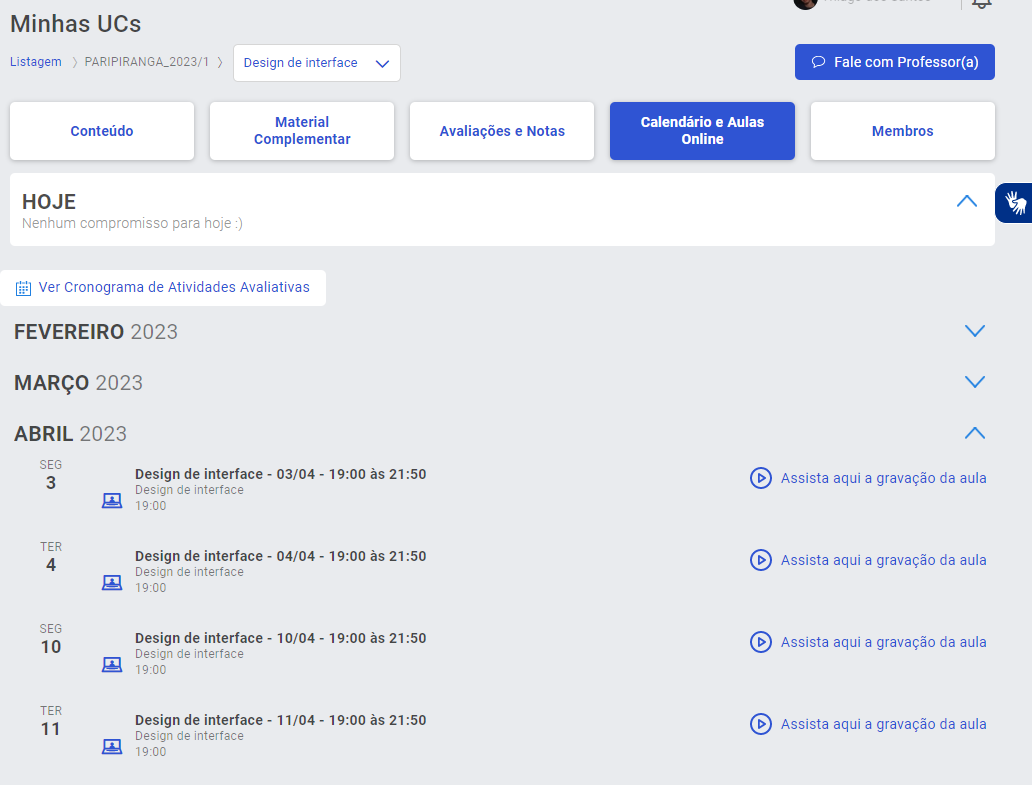 Minhas UCs
Listagem
PARIPIRANGA_2023/1
Design de interface
Fale com Professor(a)
Conteúdo
Material
Complementar
Avaliações e Notas
Calendário e Aulas
Online
Membros
HOJE
Nenhum compromisso para hoje :)
Ver Cronograma de Atividades Avaliativas
FEVEREIRO 2023
MARÇO 2023
ABRIL 2023
SEG
3
Design de interface - 03/04 - 19:00 às 21:50
Design de interface
19:00
Assista aqui a gravação da aula
TER
4
Design de interface - 04/04 - 19:00 às 21:50
Design de interface
19:00
Assista aqui a gravação da aula
SEG
10
Design de interface - 10/04 - 19:00 às 21:50
Design de interface
19:00
Assista aqui a gravação da aula
TER
11
Design de interface - 11/04 - 19:00 às 21:50
Design de interface
19:00
Assista aqui a gravação da aula